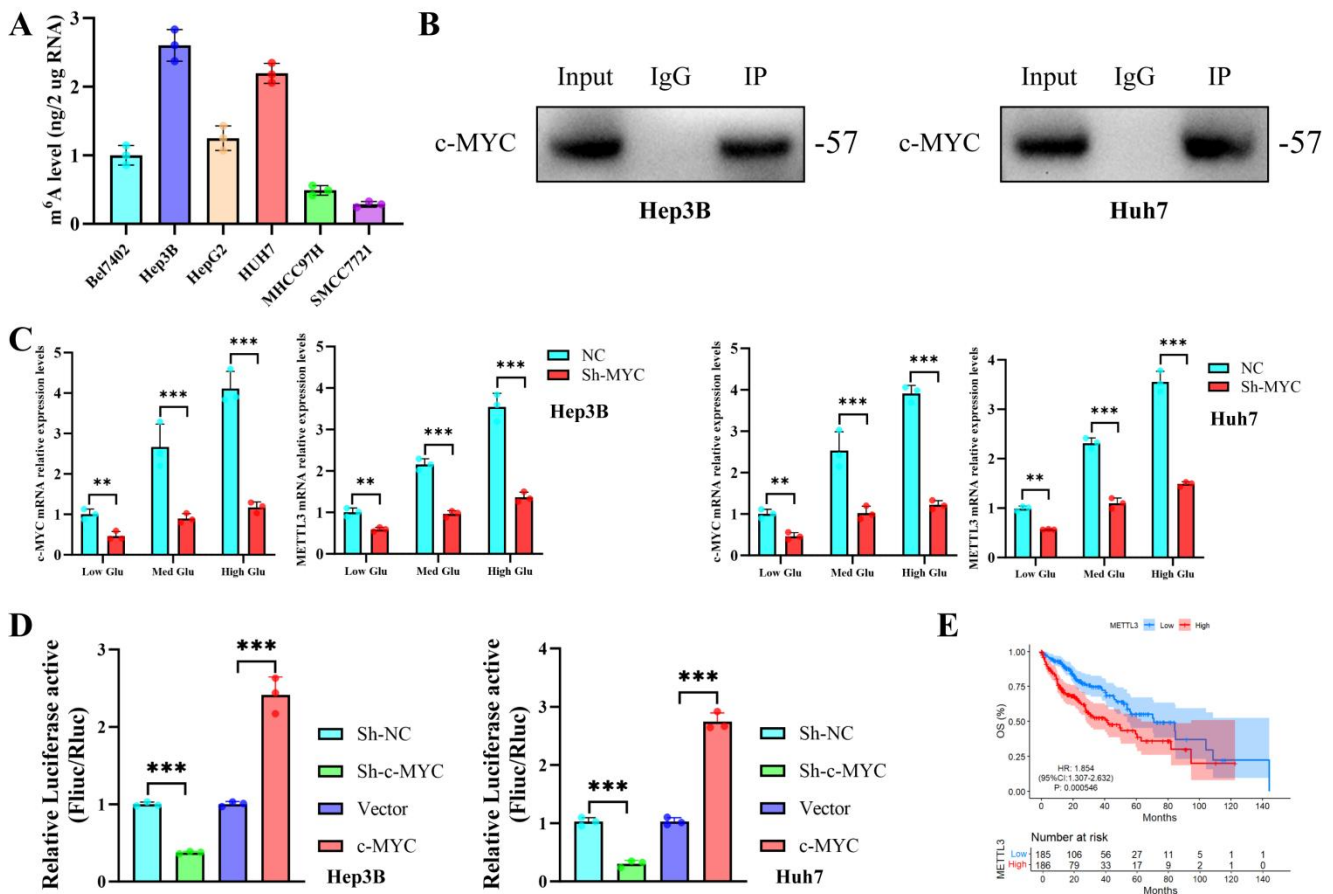 A
m⁶A level (ng/2 ug RNA)
3
2
1
0
Bel7402
Hep3B
HepG2
HUH7
MHCC97H
SMCC7721
B
Input IgG IP
c-MYC
-57
Hep3B
Input IgG IP
c-MYC
-57
Huh7
C
c-MYC mRNA relative expression levels
5
4
3
2
1
0
** *** ***
Low Glu Med Glu High Glu
METTL3 mRNA relative expression levels
5
4
3
2
1
0
** *** ***
Low Glu Med Glu High Glu
NC
Sh-MYC
Hep3B
c-MYC mRNA relative expression levels
5
4
3
2
1
0
** *** ***
Low Glu Med Glu High Glu
METTL3 mRNA relative expression levels
4
2
0
** *** ***
Low Glu Med Glu High Glu
NC
Sh-MYC
Huh7
D
Relative Luciferase active
(Fliuc/Rluc)
3
2
1
0
*** ***
Sh-NC
Sh-c-MYC
Vector
c-MYC
Hep3B
Relative Luciferase active
(Fliuc/Rluc)
4
3
2
1
0
*** ***
Sh-NC
Sh-c-MYC
Vector
c-MYC
Huh7
E
METTL3 Low High
OS (%)
1.00
0.75
0.50
0.25
0.00
HR: 1.854
(95%CI:1.307-2.632)
P: 0.000546
0 20 40 60 80 100 120 140
Months
Number at risk
METTL3
Low 185 106 56 27 11 5 1 1
High 186 79 33 17 9 2 1 0
0 20 40 60 80 100 120 140
Months